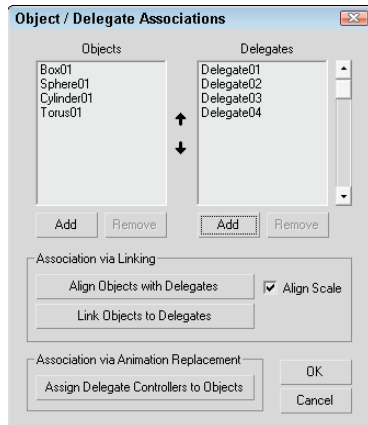 Object / Delegate Associations
Objects
Delegates
Box01
Sphere01
Cylinder01
Torus01
Delegate01
Delegate02
Delegate03
Delegate04
Add
Remove
Add
Remove
Association via Linking
Align Objects with Delegates
Align Scale
Link Objects to Delegates
Association via Animation Replacement
Assign Delegate Controllers to Objects
OK
Cancel